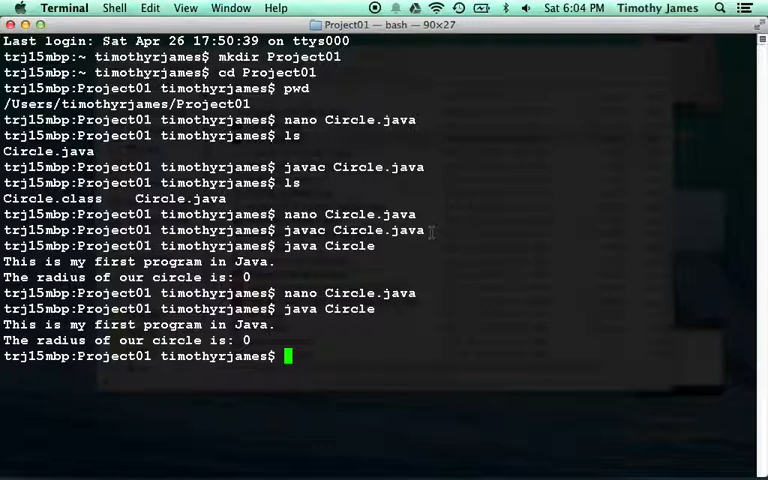 Terminal Shell Edit View Window Help Sat 6:04 PM Timothy James
Project01 — bash — 90×27
Last login: Sat Apr 26 17:50:39 on ttys000
trj15mbp:~ timothyrjames$ mkdir Project01
trj15mbp:~ timothyrjames$ cd Project01
trj15mbp:Project01 timothyrjames$ pwd
/Users/timothyrjames/Project01
trj15mbp:Project01 timothyrjames$ nano Circle.java
trj15mbp:Project01 timothyrjames$ ls
Circle.java
trj15mbp:Project01 timothyrjames$ javac Circle.java
trj15mbp:Project01 timothyrjames$ ls
Circle.class    Circle.java
trj15mbp:Project01 timothyrjames$ nano Circle.java
trj15mbp:Project01 timothyrjames$ javac Circle.java
trj15mbp:Project01 timothyrjames$ java Circle
This is my first program in Java.
The radius of our circle is: 0
trj15mbp:Project01 timothyrjames$ nano Circle.java
trj15mbp:Project01 timothyrjames$ java Circle
This is my first program in Java.
The radius of our circle is: 0
trj15mbp:Project01 timothyrjames$